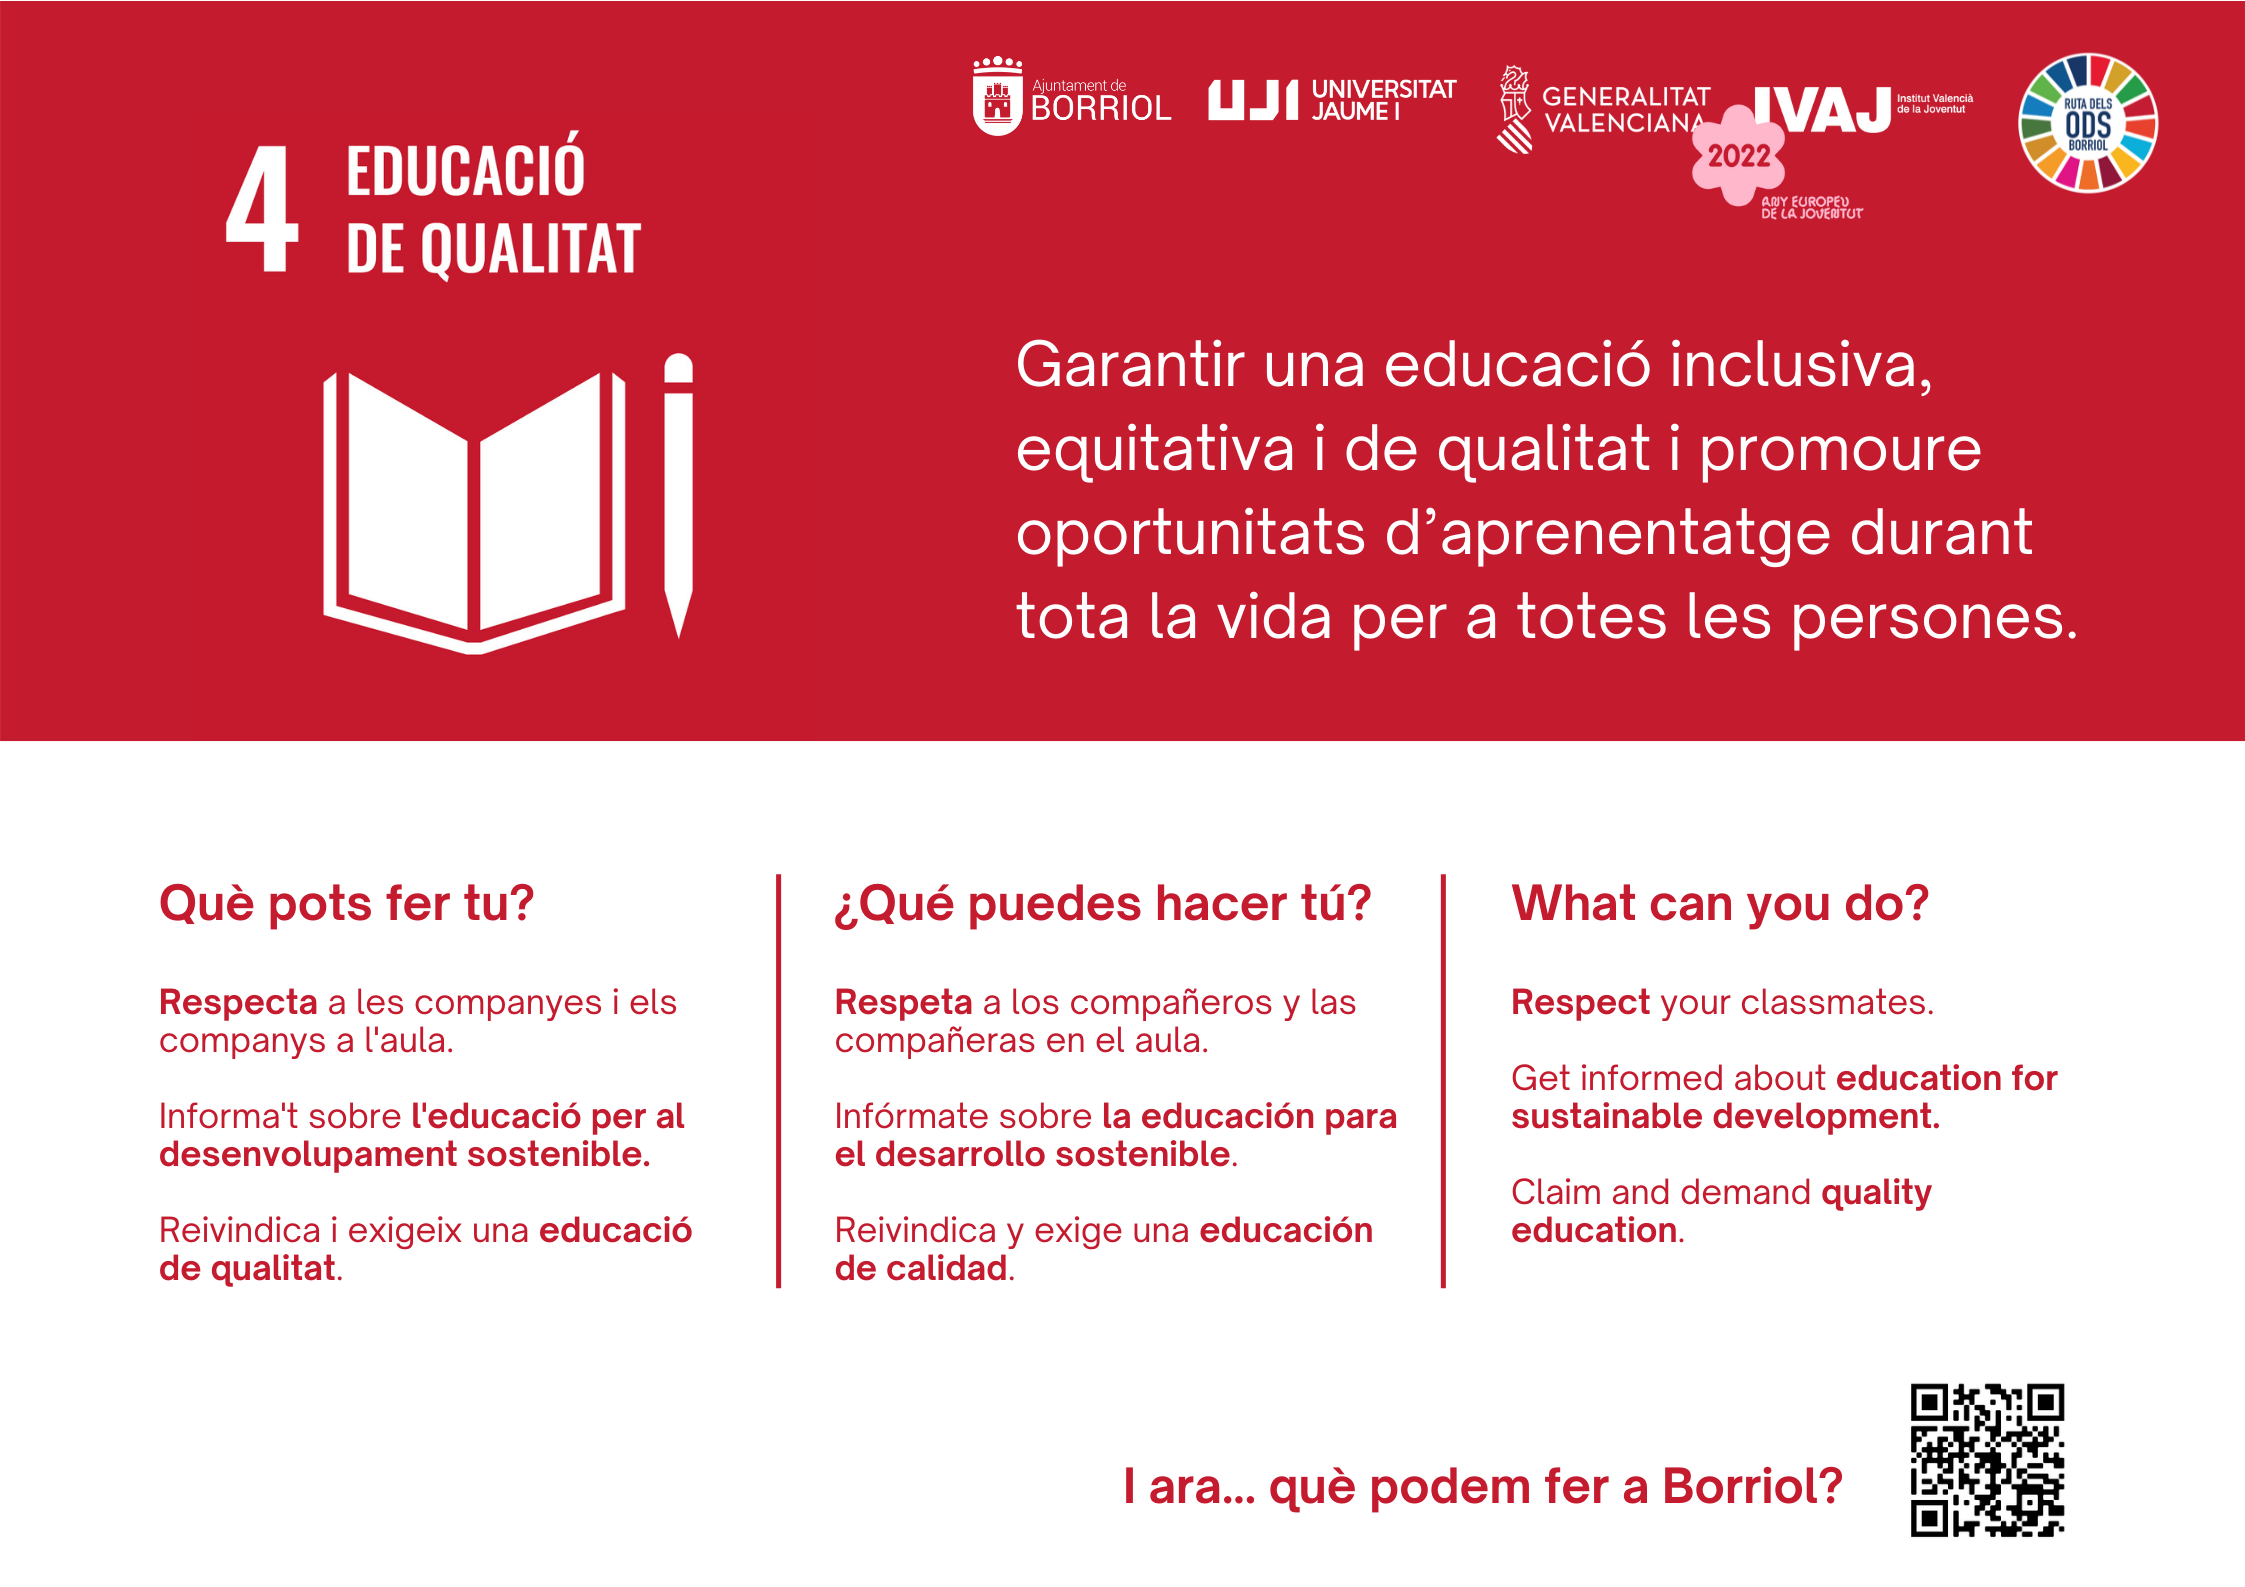 Ajuntament de
BORRIOL
UJI UNIVERSITAT
JAUME I
GENERALITAT
VALENCIANA
IVAJ Institut Valencià
de la Joventut
2022
ANY EUROPEU
DE LA JOVENTUT
RUTA DELS
ODS
BORRIOL
4 EDUCACIÓ
DE QUALITAT
Garantir una educació inclusiva,
equitativa i de qualitat i promoure
oportunitats d’aprenentatge durant
tota la vida per a totes les persones.
Què pots fer tu?
Respecta a les companyes i els
companys a l'aula.
Informa't sobre l'educació per al
desenvolupament sostenible.
Reivindica i exigeix una educació
de qualitat.
¿Qué puedes hacer tú?
Respeta a los compañeros y las
compañeras en el aula.
Infórmate sobre la educación para
el desarrollo sostenible.
Reivindica y exige una educación
de calidad.
What can you do?
Respect your classmates.
Get informed about education for
sustainable development.
Claim and demand quality
education.
I ara... què podem fer a Borriol?